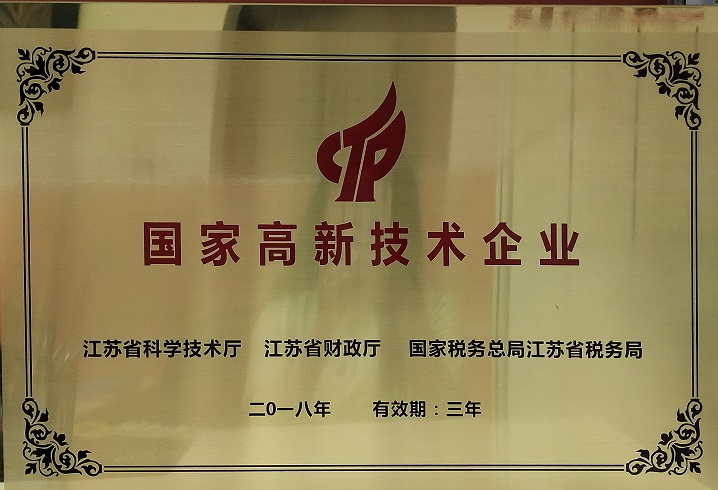 CTP
国家高新技术企业
江苏省科学技术厅 江苏省财政厅 国家税务总局江苏省税务局
二0一八年 有效期：三年